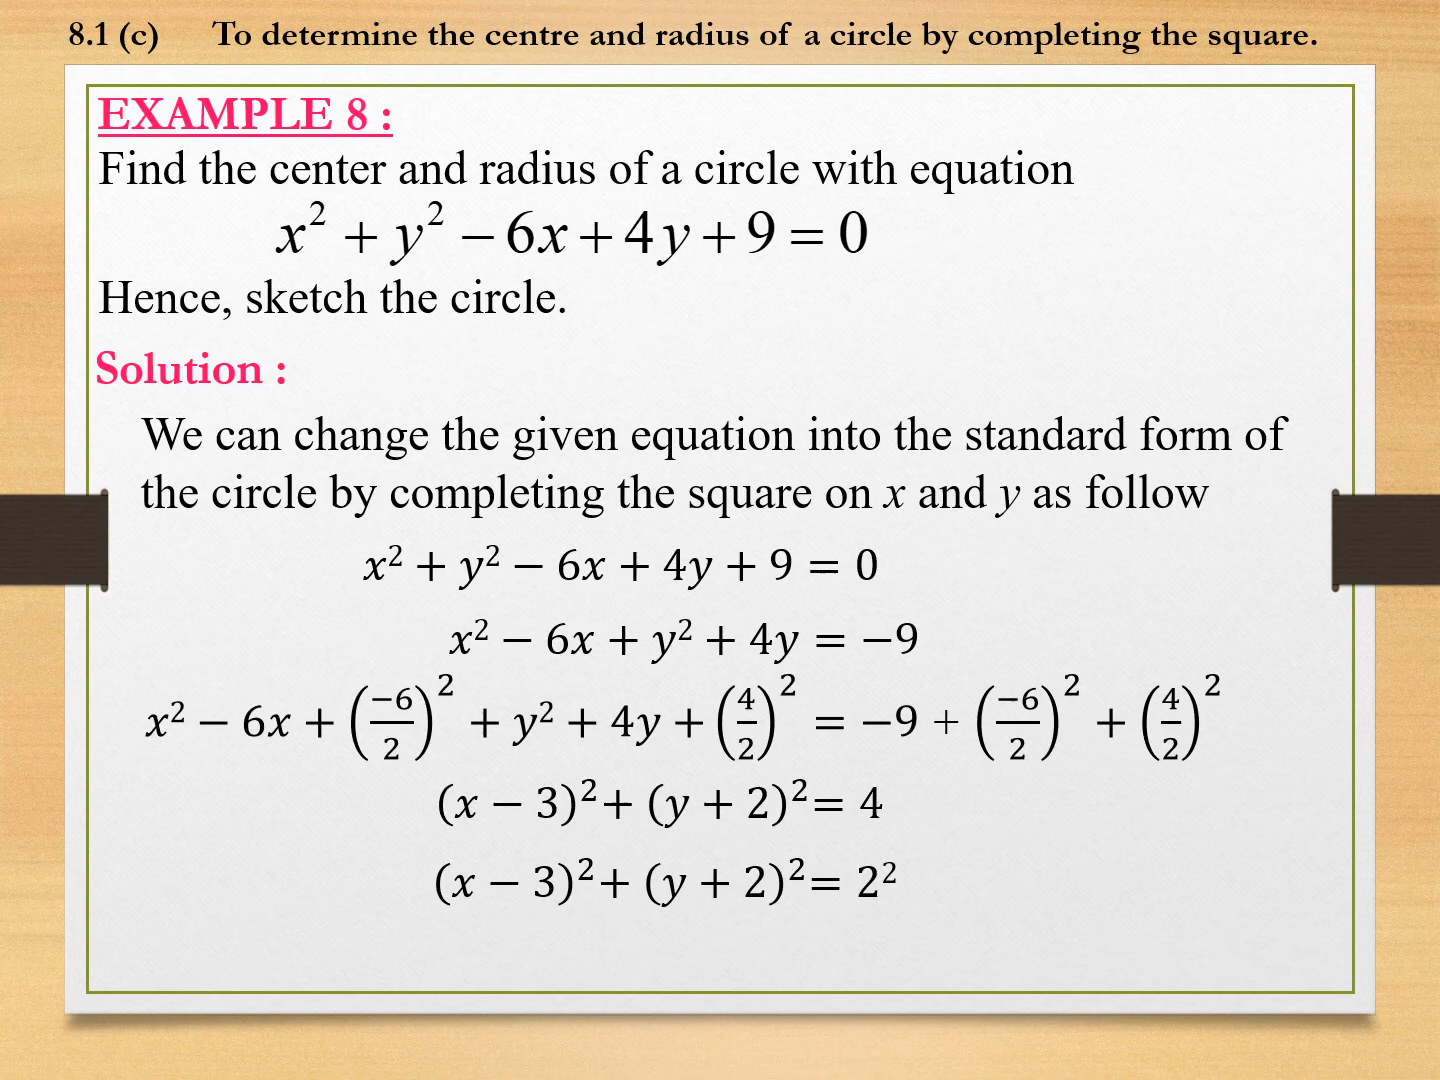 8.1 (c) To determine the centre and radius of a circle by completing the square.
EXAMPLE 8 :
Find the center and radius of a circle with equation
x² + y² − 6x + 4y + 9 = 0
Hence, sketch the circle.
Solution :
We can change the given equation into the standard form of
the circle by completing the square on x and y as follow
x² + y² − 6x + 4y + 9 = 0
x² − 6x + y² + 4y = −9
x² − 6x + (−6/2)² + y² + 4y + (4/2)² = −9 + (−6/2)² + (4/2)²
(x − 3)² + (y + 2)² = 4
(x − 3)² + (y + 2)² = 2²